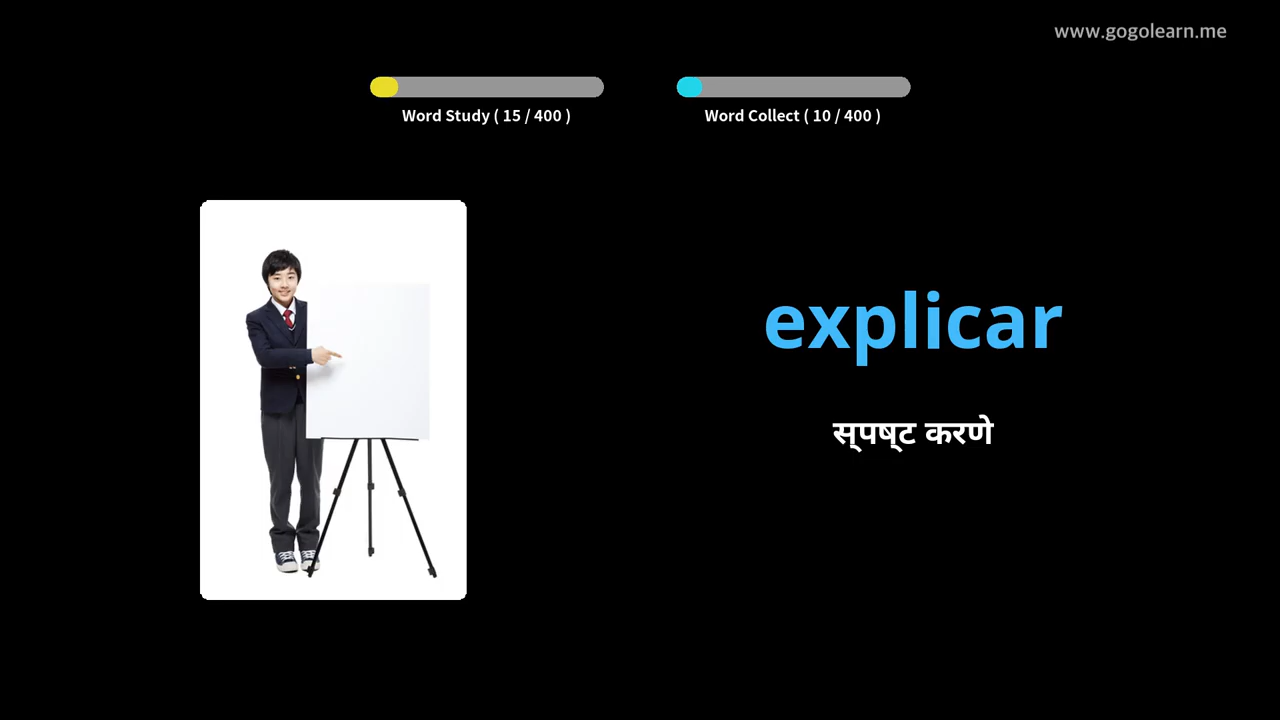 www.gogolearn.me
Word Study ( 15 / 400 )
Word Collect ( 10 / 400 )
explicar
स्पष्ट करणे